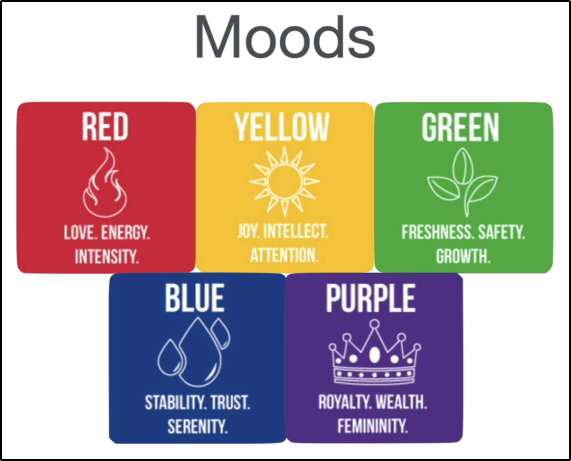 Moods
RED
LOVE. ENERGY.
INTENSITY.
YELLOW
JOY. INTELLECT.
ATTENTION.
GREEN
FRESHNESS. SAFETY.
GROWTH.
BLUE
STABILITY. TRUST.
SERENITY.
PURPLE
ROYALTY. WEALTH.
FEMININITY.